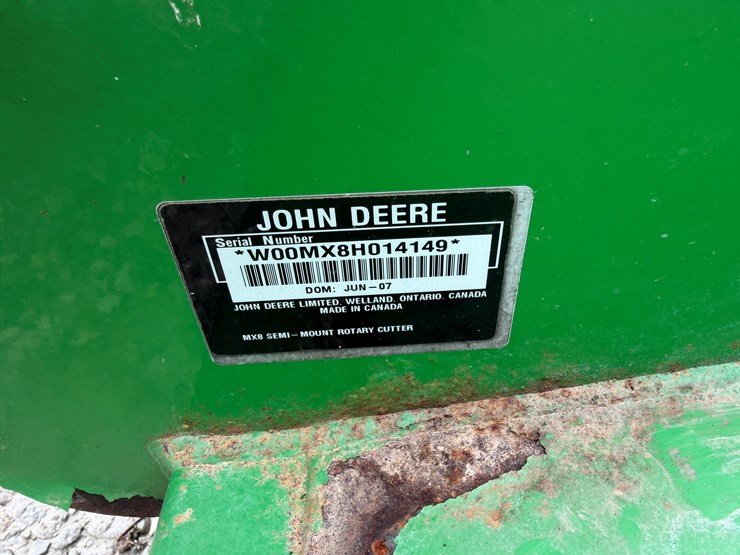 JOHN DEERE
Serial Number
*W00MX8H014149*
DOM: JUN-07
JOHN DEERE LIMITED, WELLAND, ONTARIO, CANADA
MADE IN CANADA
MX8 SEMI-MOUNT ROTARY CUTTER